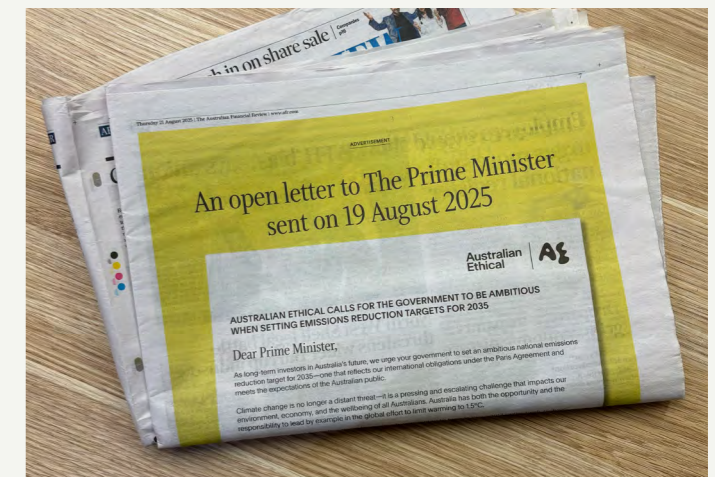 h in on share sale
Companies
Thursday 21 August 2025 | The Australian Financial Review | www.afr.com
ADVERTISEMENT
An open letter to The Prime Minister
sent on 19 August 2025
Australian
Ethical
AE
AUSTRALIAN ETHICAL CALLS FOR THE GOVERNMENT TO BE AMBITIOUS
WHEN SETTING EMISSIONS REDUCTION TARGETS FOR 2035
Dear Prime Minister,
As long-term investors in Australia's future, we urge your government to set an ambitious national emissions
reduction target for 2035—one that reflects our international obligations under the Paris Agreement and
meets the expectations of the Australian public.
Climate change is no longer a distant threat—it is a pressing and escalating challenge that impacts our
environment, economy, and the wellbeing of all Australians. Australia has both the opportunity and the
responsibility to lead by example in the global effort to limit warming to 1.5°C.